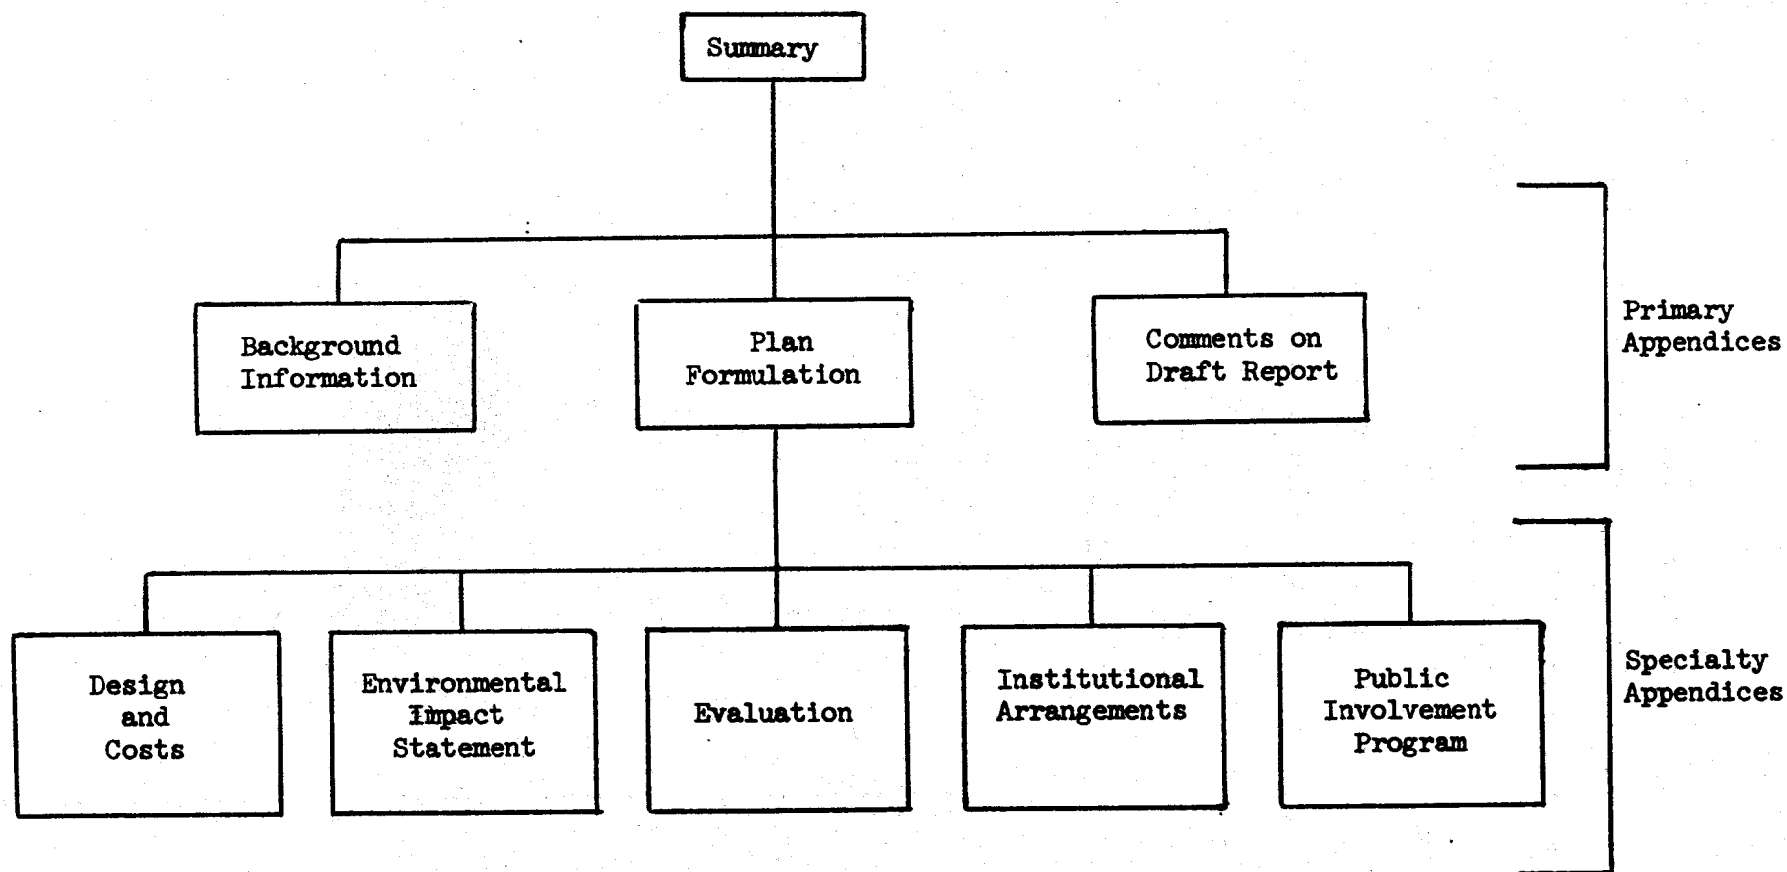 Summary
Background
Information
Plan
Formulation
Comments on
Draft Report
Primary
Appendices
Design
and
Costs
Environmental
Impact
Statement
Evaluation
Institutional
Arrangements
Public
Involvement
Program
Specialty
Appendices